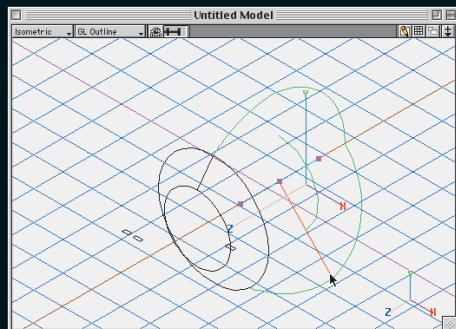 Untitled Model
Isometric GL Outline
Y
X
Z
Y
Z X